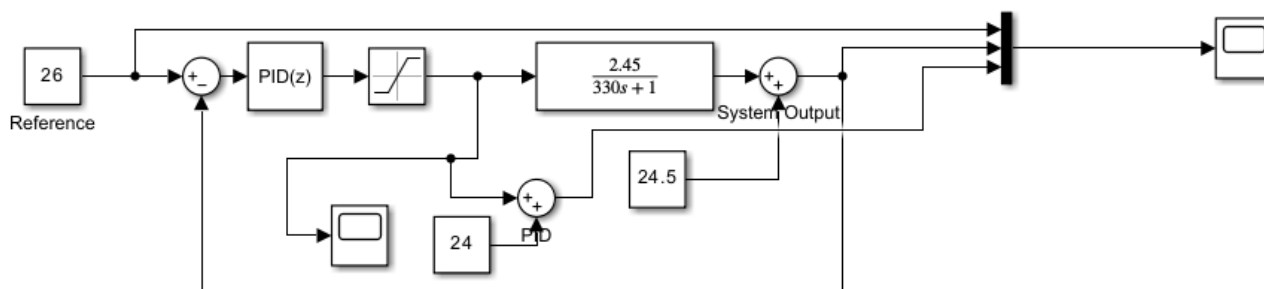 26
Reference
+
−
PID(z)
2.45
330s + 1
+
+
System Output
24.5
+
+
PID
24